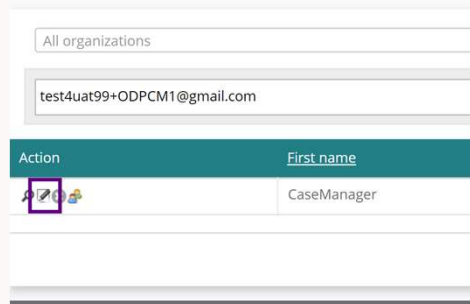 All organizations
test4uat99+ODPCM1@gmail.com
Action First name
CaseManager